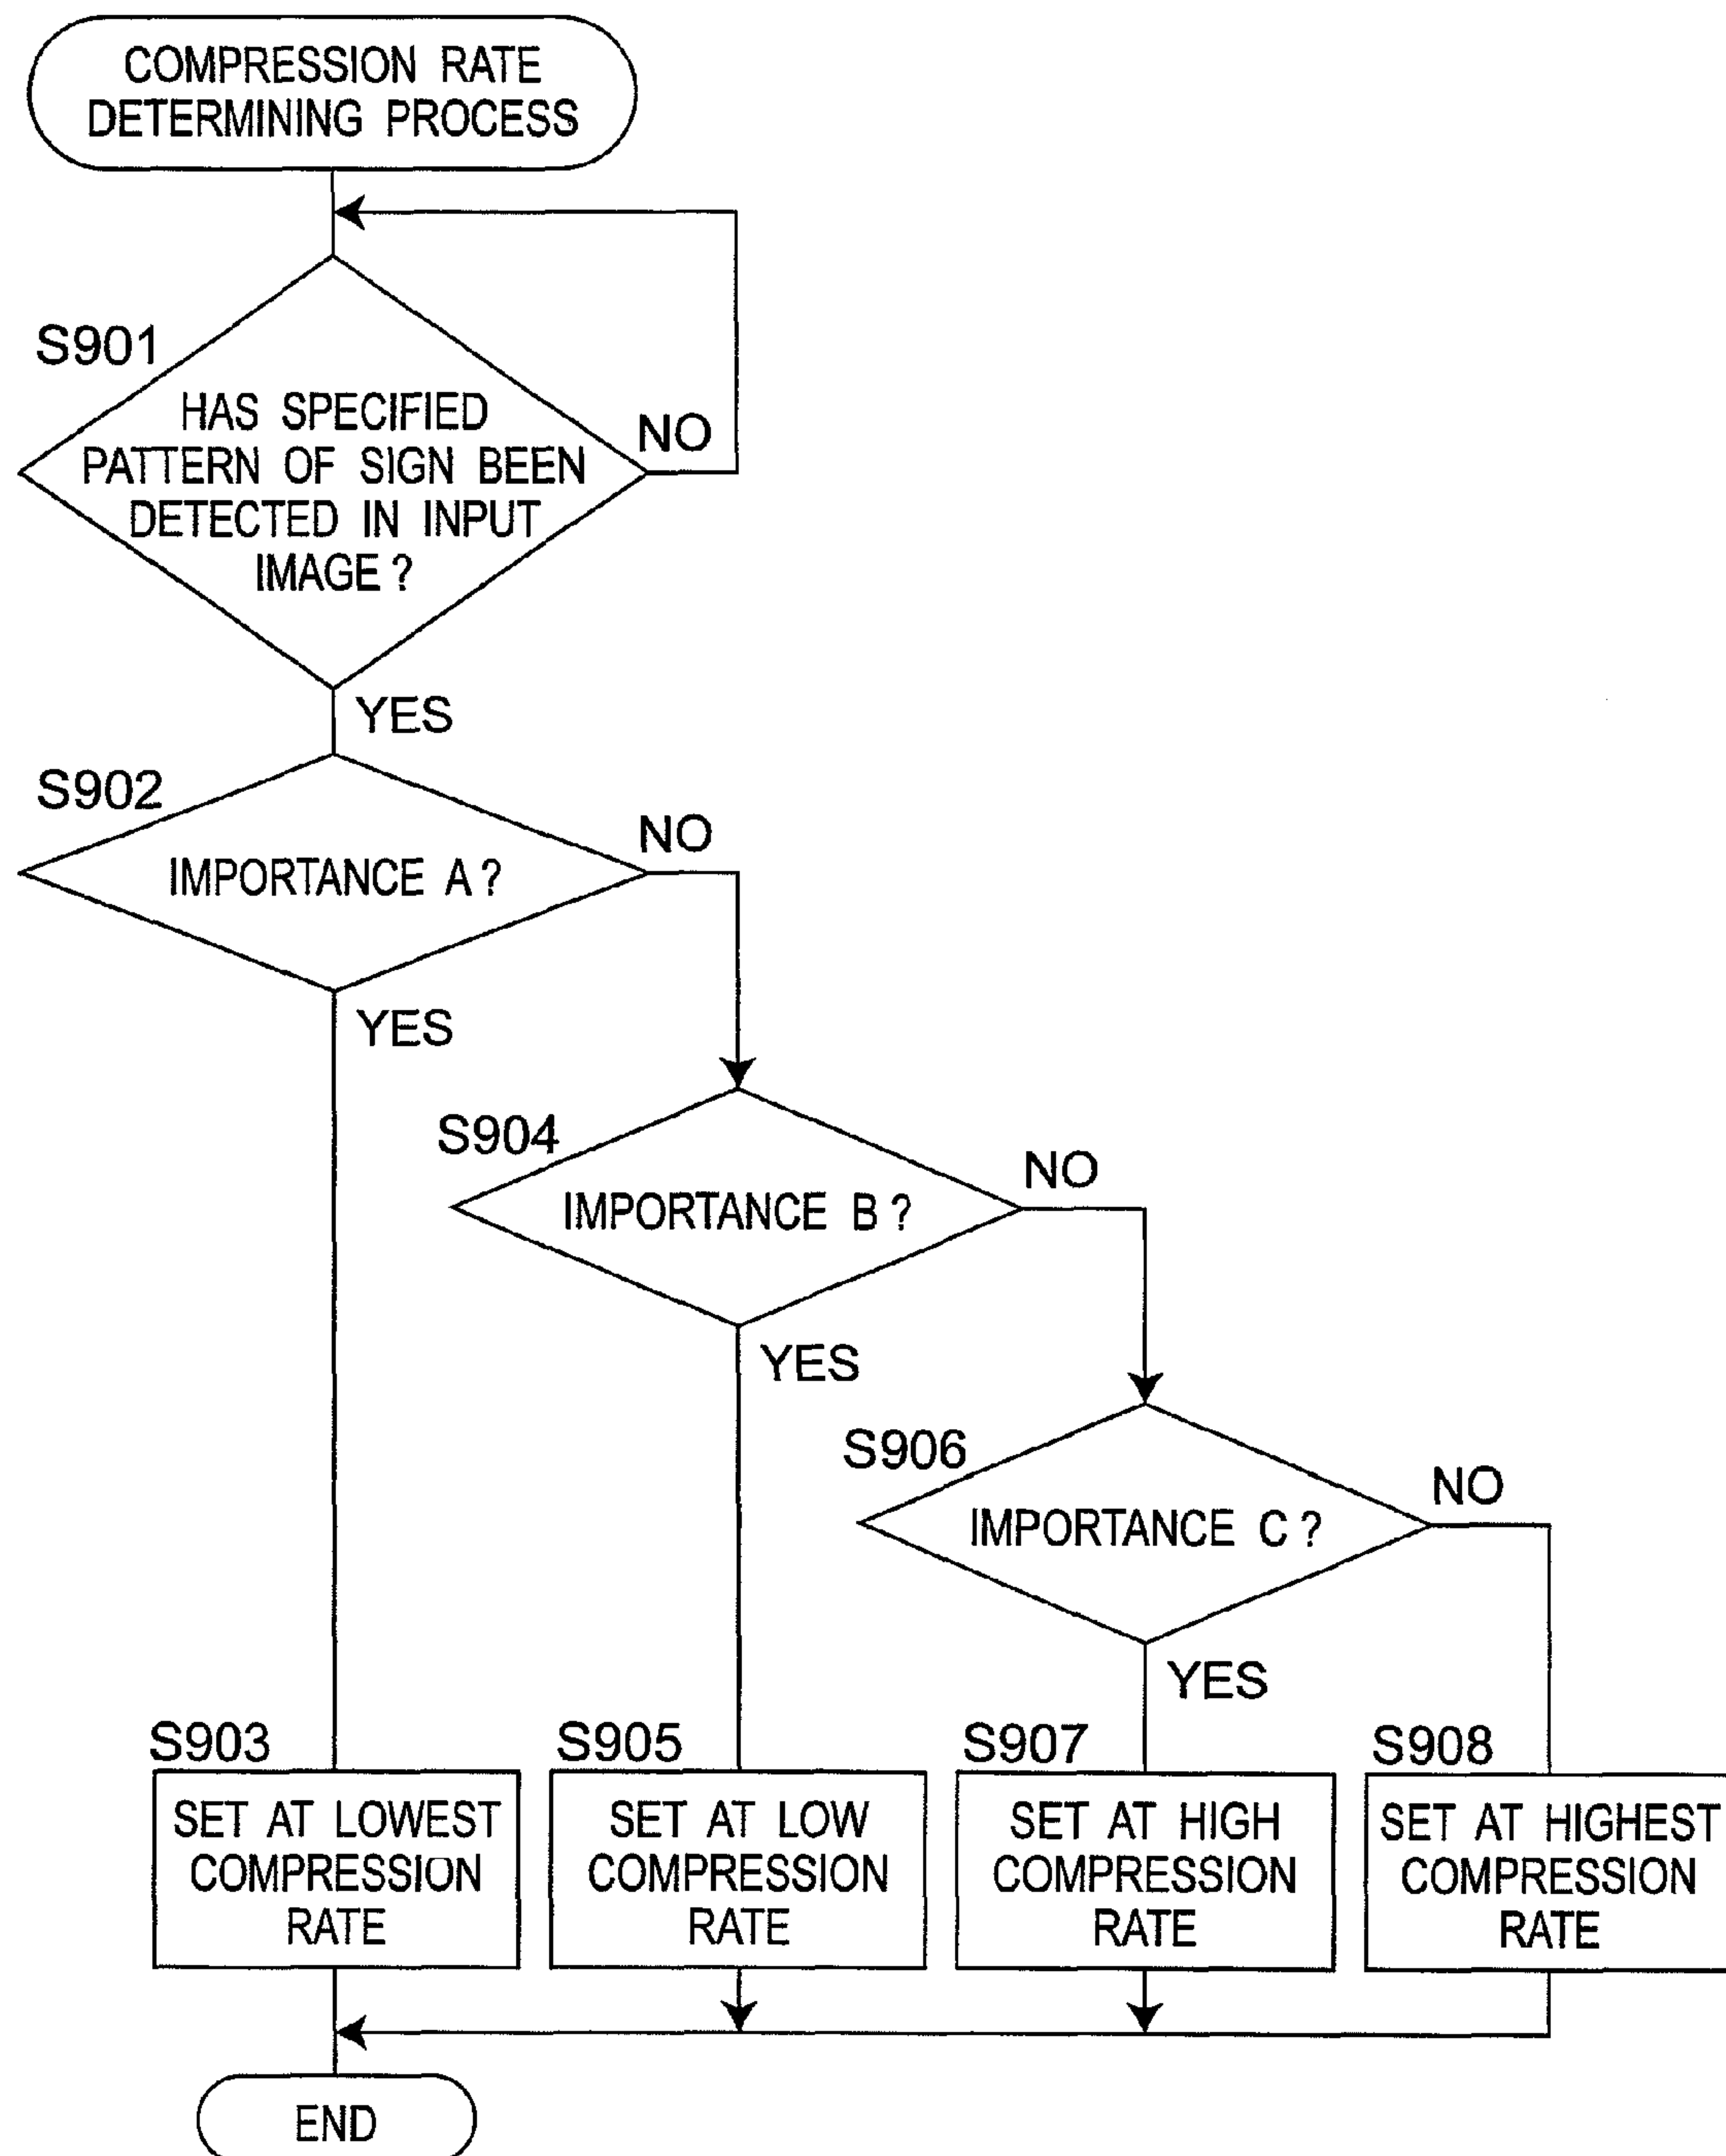 COMPRESSION RATE
DETERMINING PROCESS
S901
HAS SPECIFIED
PATTERN OF SIGN BEEN
DETECTED IN INPUT
IMAGE ?
NO
YES
S902
IMPORTANCE A ?
NO
YES
S904
IMPORTANCE B ?
NO
YES
S906
IMPORTANCE C ?
NO
YES
S903
SET AT LOWEST
COMPRESSION
RATE
S905
SET AT LOW
COMPRESSION
RATE
S907
SET AT HIGH
COMPRESSION
RATE
S908
SET AT HIGHEST
COMPRESSION
RATE
END